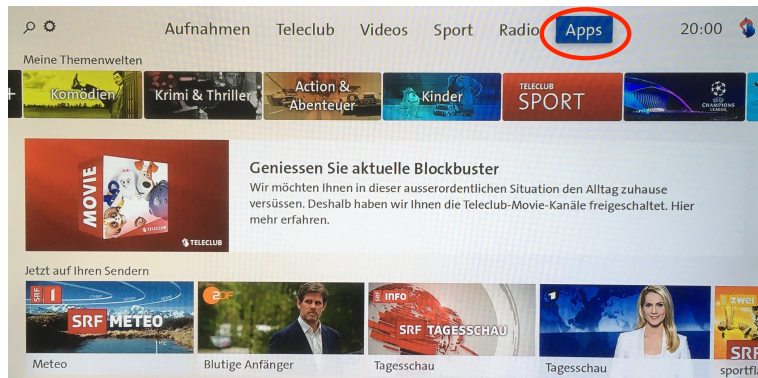 Aufnahmen Teleclub Videos Sport Radio Apps 20:00
Meine Themenwelten
Komödien
Krimi & Thriller
Action &
Abenteuer
Kinder
TELECLUB
SPORT
CHAMPIONS
LEAGUE
MOVIE
TELECLUB
TELECLUB
Geniessen Sie aktuelle Blockbuster
Wir möchten Ihnen in dieser ausserordentlichen Situation den Alltag zuhause
versüssen. Deshalb haben wir Ihnen die Teleclub-Movie-Kanäle freigeschaltet. Hier
mehr erfahren.
Jetzt auf Ihren Sendern
SRF 1
SRF METEO
ZDF
SRF INFO
SRF TAGESSCHAU
1
zwei
SRF
Meteo
Blutige Anfänger
Tagesschau
Tagesschau
sportfla